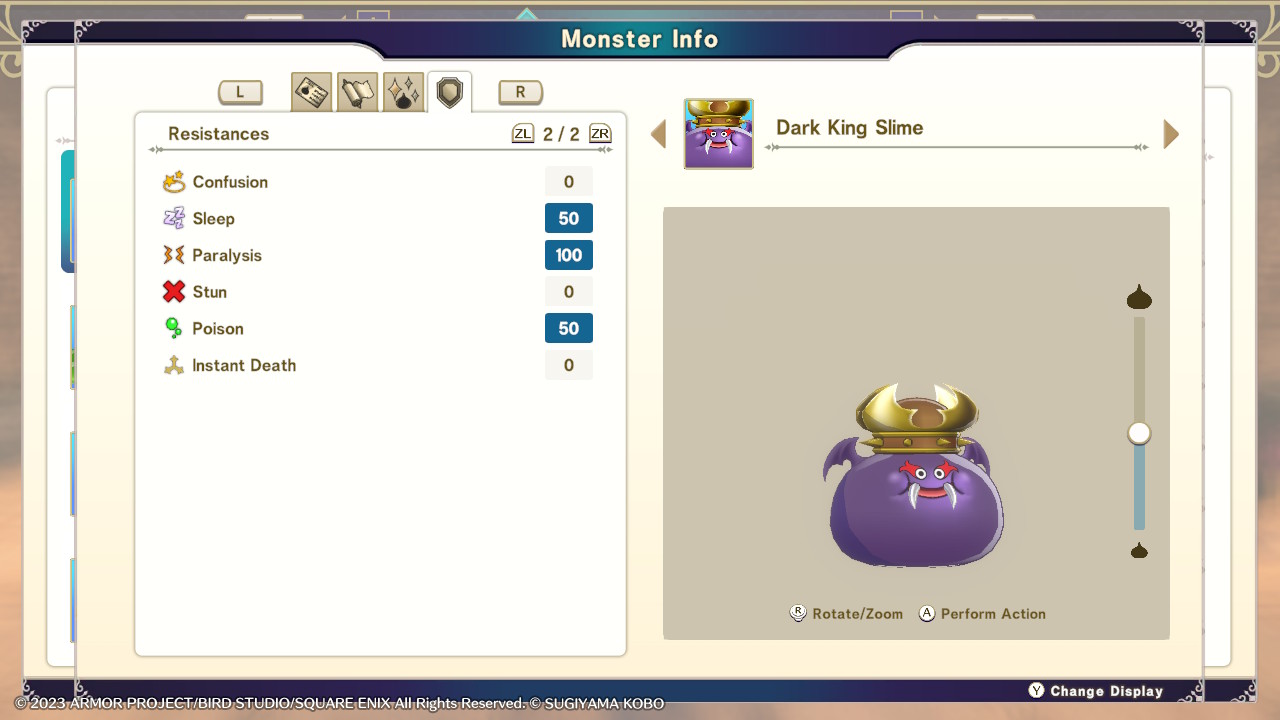 Monster Info
L
R
Resistances
ZL 2 / 2 ZR
Confusion 0
Sleep 50
Paralysis 100
Stun 0
Poison 50
Instant Death 0
Dark King Slime
R Rotate/Zoom A Perform Action
Y Change Display
© 2023 ARMOR PROJECT/BIRD STUDIO/SQUARE ENIX All Rights Reserved. © SUGIYAMA KOBO